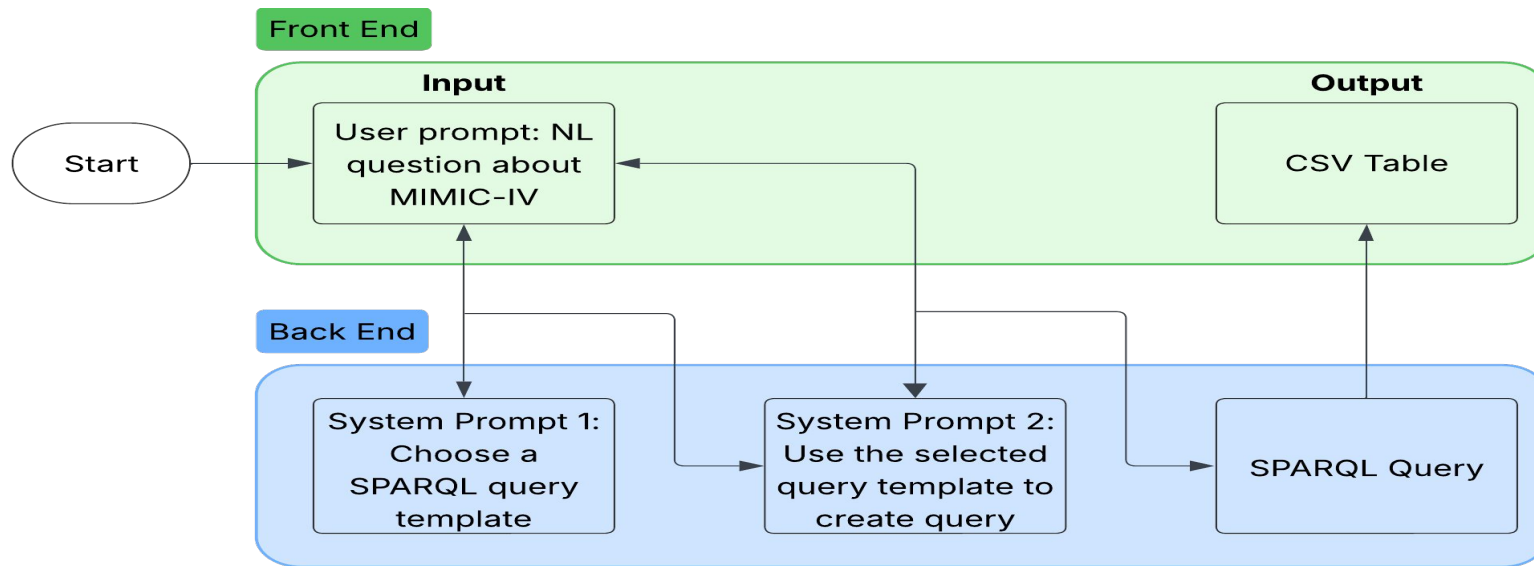 Front End
Input
Output
Start
User prompt: NL
question about
MIMIC-IV
CSV Table
Back End
System Prompt 1:
Choose a
SPARQL query
template
System Prompt 2:
Use the selected
query template to
create query
SPARQL Query